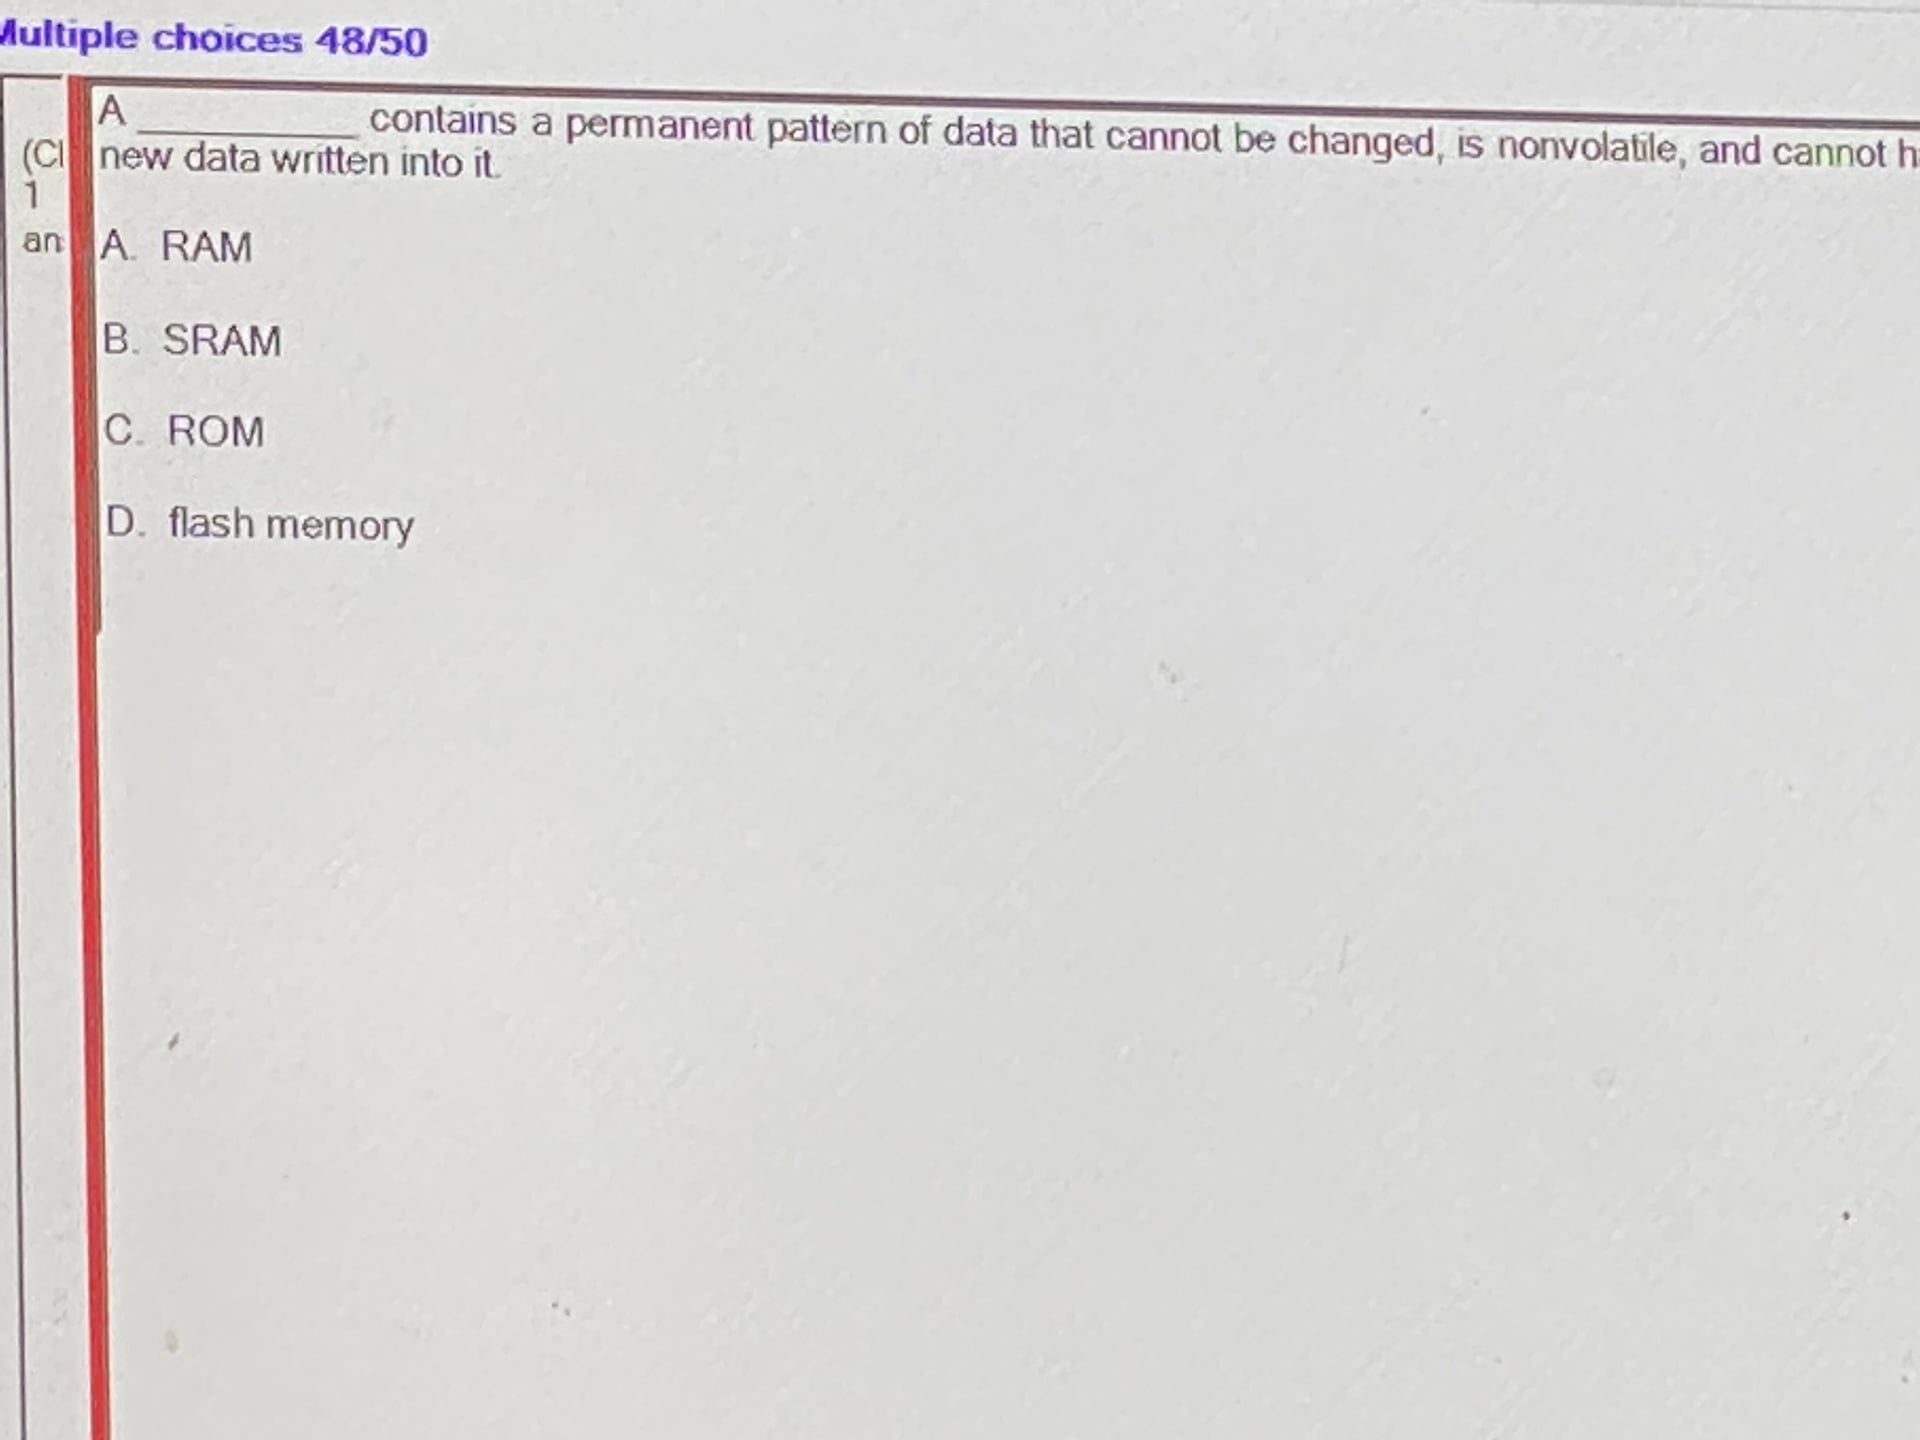 Multiple choices 48/50
A __________ contains a permanent pattern of data that cannot be changed, is nonvolatile, and cannot
new data written into it.
(Cl
1
an
A. RAM
B. SRAM
C. ROM
D. flash memory